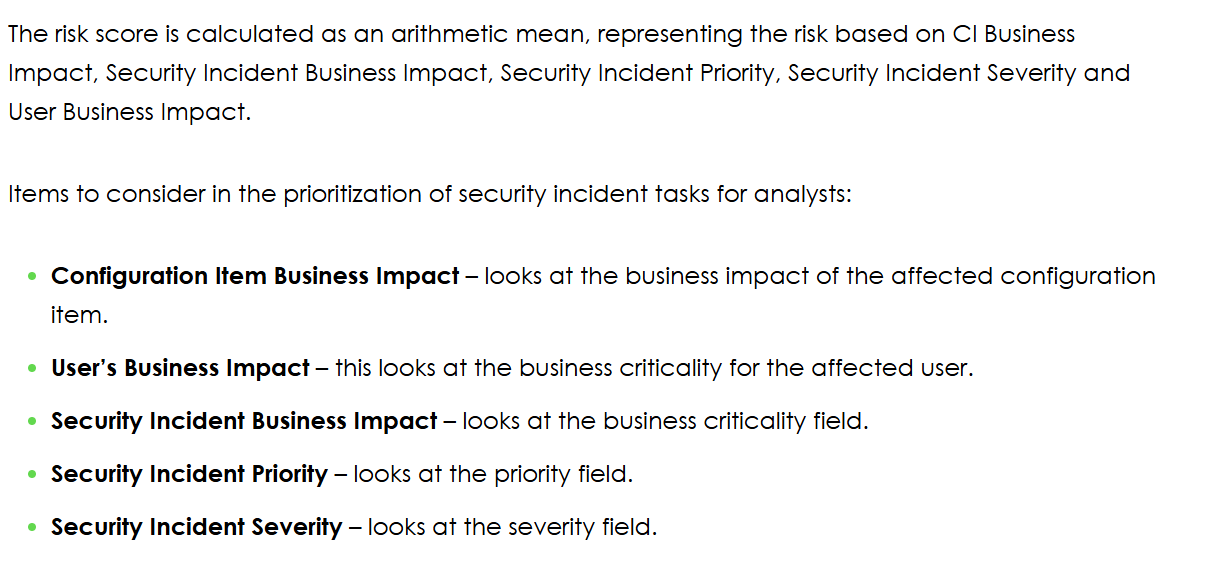 The risk score is calculated as an arithmetic mean, representing the risk based on CI Business
Impact, Security Incident Business Impact, Security Incident Priority, Security Incident Severity and
User Business Impact.
Items to consider in the prioritization of security incident tasks for analysts:
• Configuration Item Business Impact – looks at the business impact of the affected configuration
item.
• User’s Business Impact – this looks at the business criticality for the affected user.
• Security Incident Business Impact – looks at the business criticality field.
• Security Incident Priority – looks at the priority field.
• Security Incident Severity – looks at the severity field.